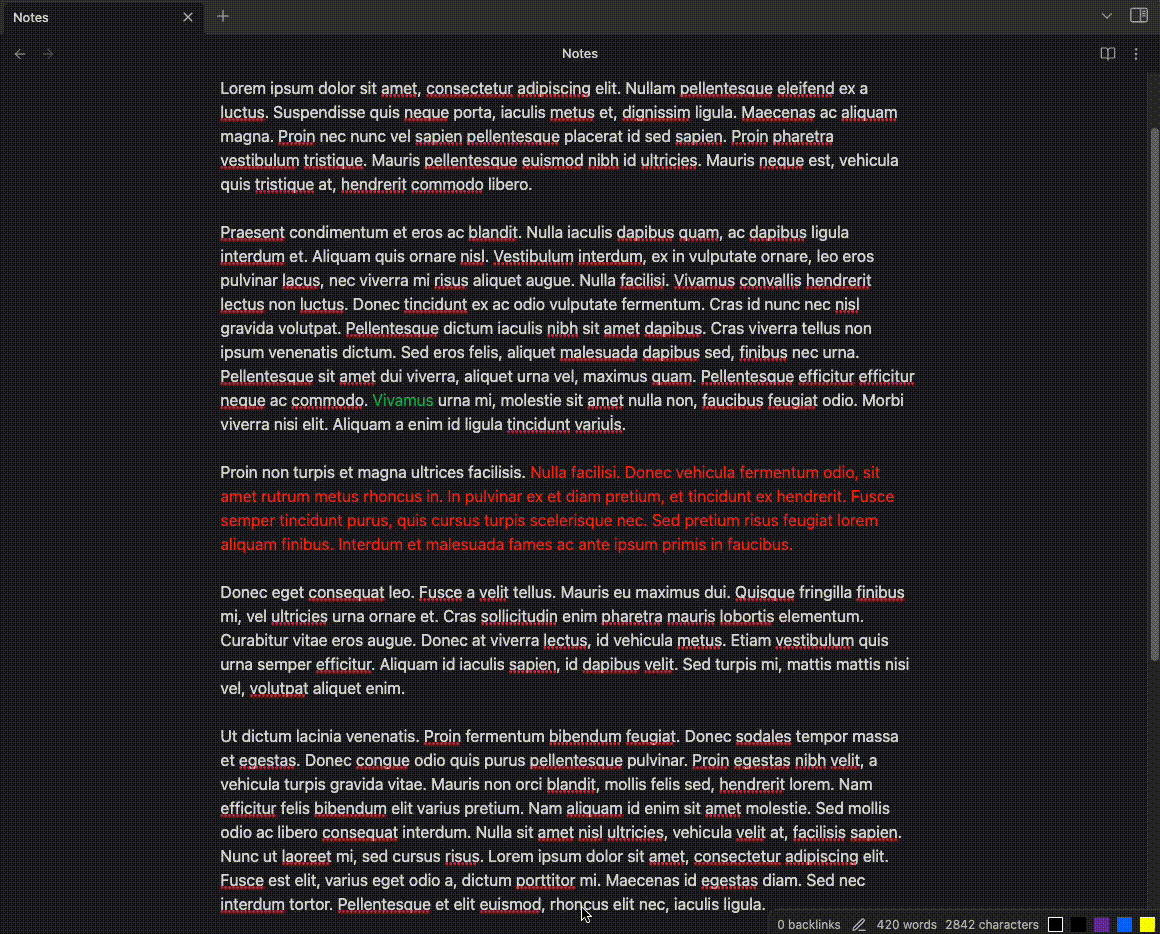 Notes
Notes
Lorem ipsum dolor sit amet, consectetur adipiscing elit. Nullam pellentesque eleifend ex a
luctus. Suspendisse quis neque porta, iaculis metus et, dignissim ligula. Maecenas ac aliquam
magna. Proin nec nunc vel sapien pellentesque placerat id sed sapien. Proin pharetra
vestibulum tristique. Mauris pellentesque euismod nibh id ultricies. Mauris neque est, vehicula
quis tristique at, hendrerit commodo libero.
Praesent condimentum et eros ac blandit. Nulla iaculis dapibus quam, ac dapibus ligula
interdum et. Aliquam quis ornare nisl. Vestibulum interdum, ex in vulputate ornare, leo eros
pulvinar lacus, nec viverra mi risus aliquet augue. Nulla facilisi. Vivamus convallis hendrerit
lectus non luctus. Donec tincidunt ex ac odio vulputate fermentum. Cras id nunc nec nisl
gravida volutpat. Pellentesque dictum iaculis nibh sit amet dapibus. Cras viverra tellus non
ipsum venenatis dictum. Sed eros felis, aliquet malesuada dapibus sed, finibus nec urna.
Pellentesque sit amet dui viverra, aliquet urna vel, maximus quam. Pellentesque efficitur efficitur
neque ac commodo. Vivamus urna mi, molestie sit amet nulla non, faucibus feugiat odio. Morbi
viverra nisi elit. Aliquam a enim id ligula tincidunt varius.
Proin non turpis et magna ultrices facilisis. Nulla facilisi. Donec vehicula fermentum odio, sit
amet rutrum metus rhoncus in. In pulvinar ex et diam pretium, et tincidunt ex hendrerit. Fusce
semper tincidunt purus, quis cursus turpis scelerisque nec. Sed pretium risus feugiat lorem
aliquam finibus. Interdum et malesuada fames ac ante ipsum primis in faucibus.
Donec eget consequat leo. Fusce a velit tellus. Mauris eu maximus dui. Quisque fringilla finibus
mi, vel ultricies urna ornare et. Cras sollicitudin enim pharetra mauris lobortis elementum.
Curabitur vitae eros augue. Donec at viverra lectus, id vehicula metus. Etiam vestibulum quis
urna semper efficitur. Aliquam id iaculis sapien, id dapibus velit. Sed turpis mi, mattis mattis nisi
vel, volutpat aliquet enim.
Ut dictum lacinia venenatis. Proin fermentum bibendum feugiat. Donec sodales tempor massa
et egestas. Donec congue odio quis purus pellentesque pulvinar. Proin egestas nibh velit, a
vehicula turpis gravida vitae. Mauris non orci blandit, mollis felis sed, hendrerit lorem. Nam
efficitur felis bibendum elit varius pretium. Nam aliquam id enim sit amet molestie. Sed mollis
odio ac libero consequat interdum. Nulla sit amet nisl ultricies, vehicula velit at, facilisis sapien.
Nunc ut laoreet mi, sed cursus risus. Lorem ipsum dolor sit amet, consectetur adipiscing elit.
Fusce est elit, varius eget odio a, dictum porttitor mi. Maecenas id egestas diam. Sed nec
interdum tortor. Pellentesque et elit euismod, rhoncus elit nec, iaculis ligula.
0 backlinks 420 words 2842 characters